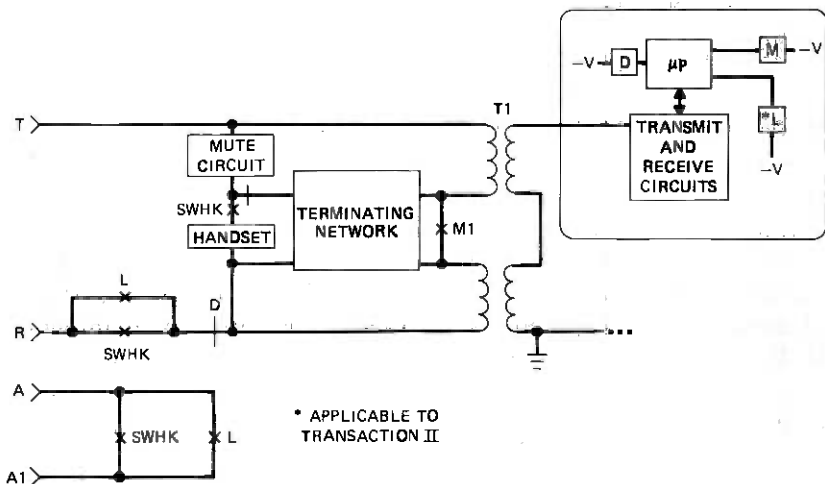 M
-V
-V
D
μP
T1
T
*L
MUTE
CIRCUIT
TRANSMIT
AND
RECEIVE
CIRCUITS
-V
SWHK
TERMINATING
NETWORK
M1
HANDSET
L
D
R
SWHK
A
* APPLICABLE TO
TRANSACTION II
SWHK
L
A1